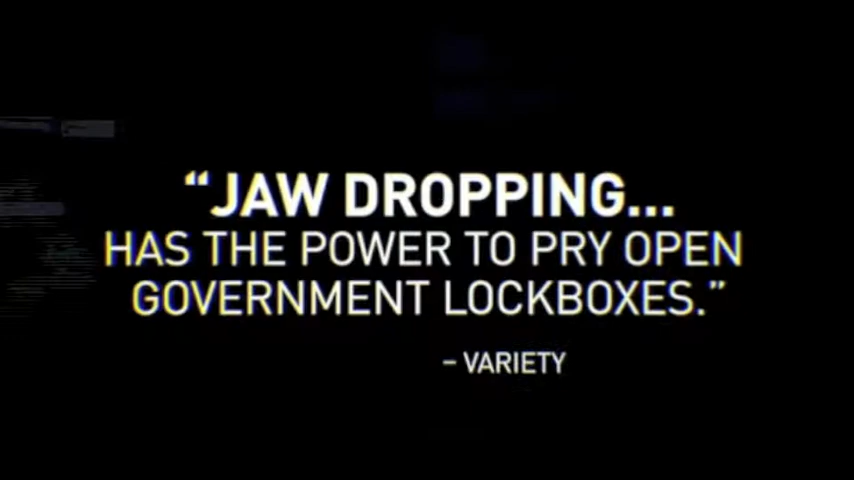 “JAW DROPPING...
HAS THE POWER TO PRY OPEN
GOVERNMENT LOCKBOXES.”
– VARIETY